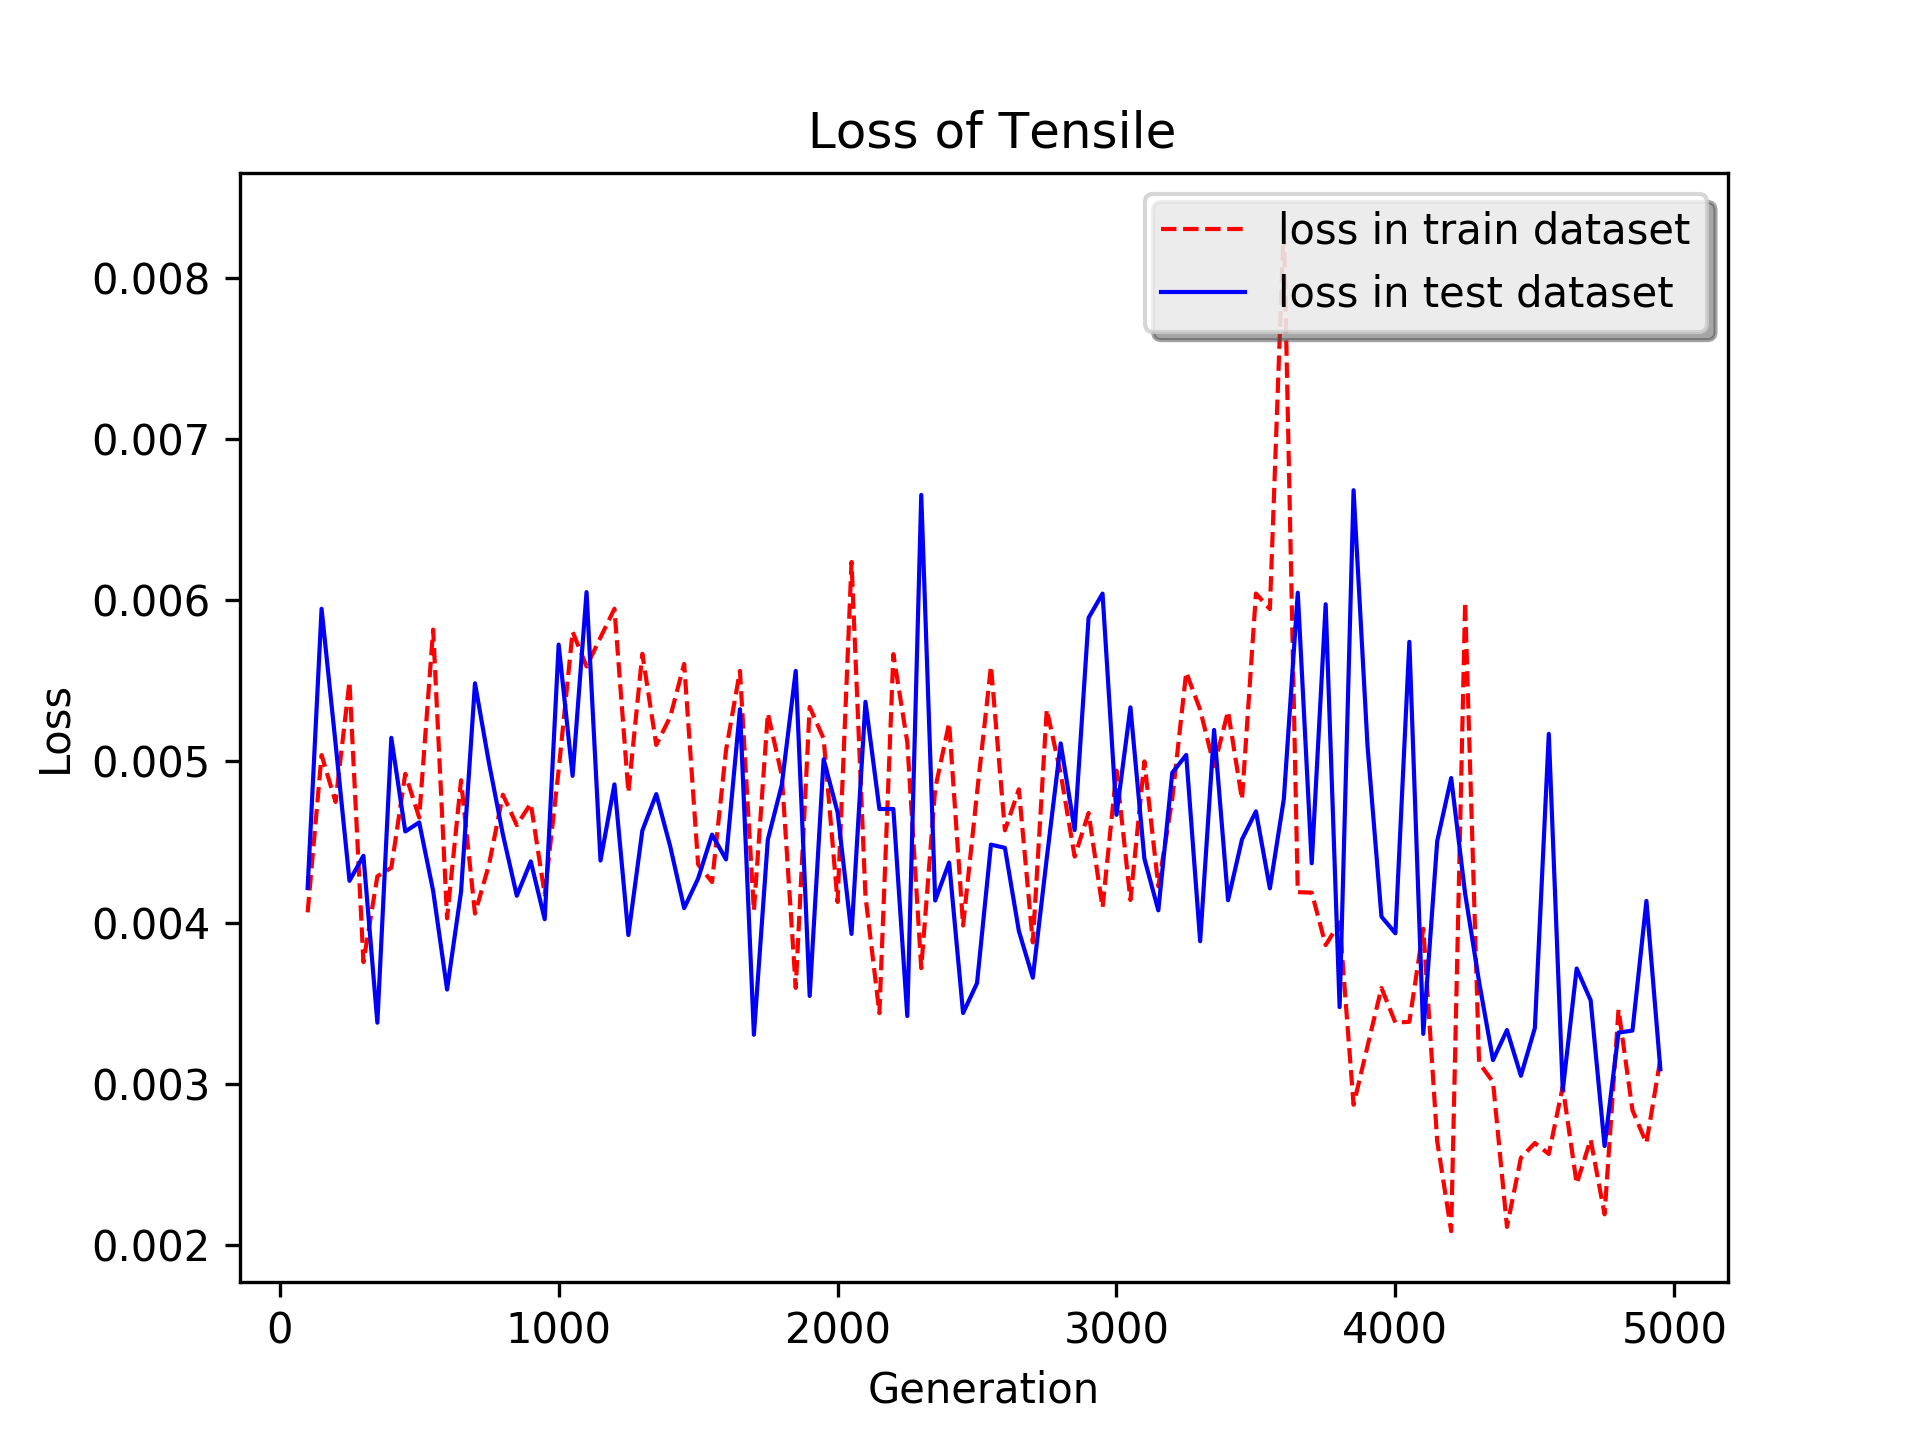 Loss of Tensile
loss in train dataset
loss in test dataset
0.008
0.007
0.006
0.005
0.004
0.003
0.002
Loss
0 1000 2000 3000 4000 5000
Generation